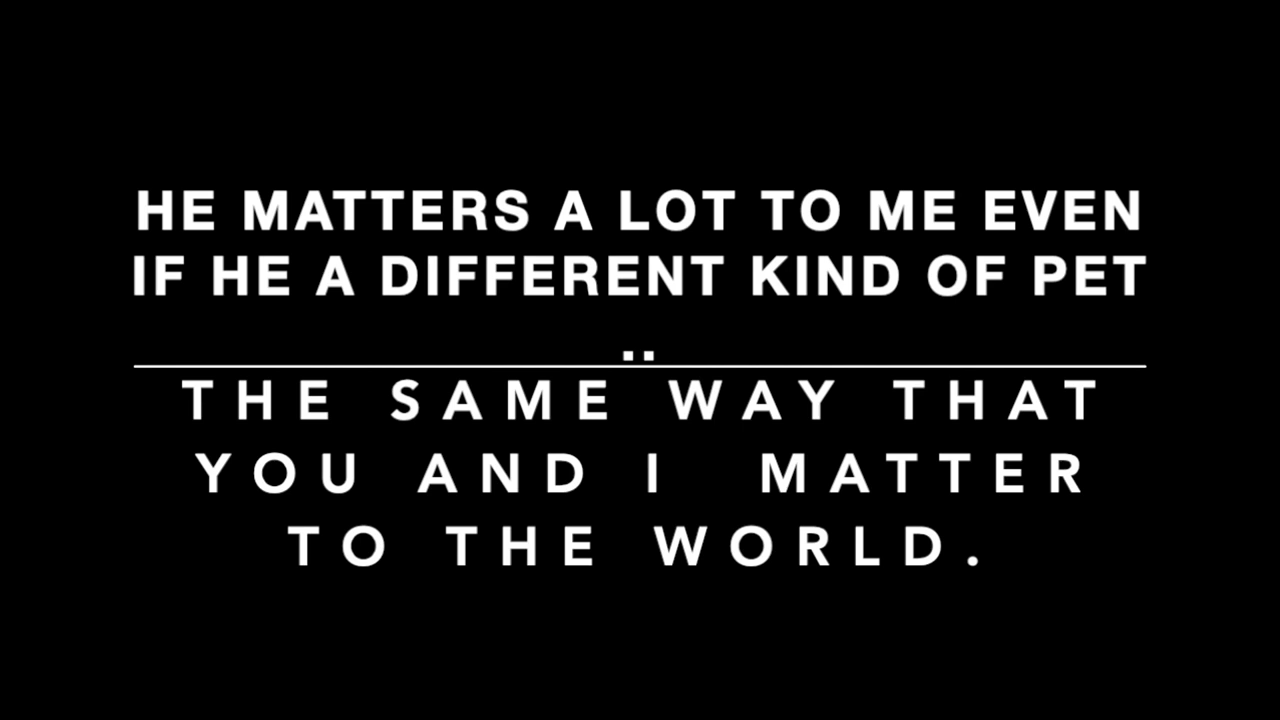 HE MATTERS A LOT TO ME EVEN
IF HE A DIFFERENT KIND OF PET
..
THE SAME WAY THAT
YOU AND I MATTER
TO THE WORLD.